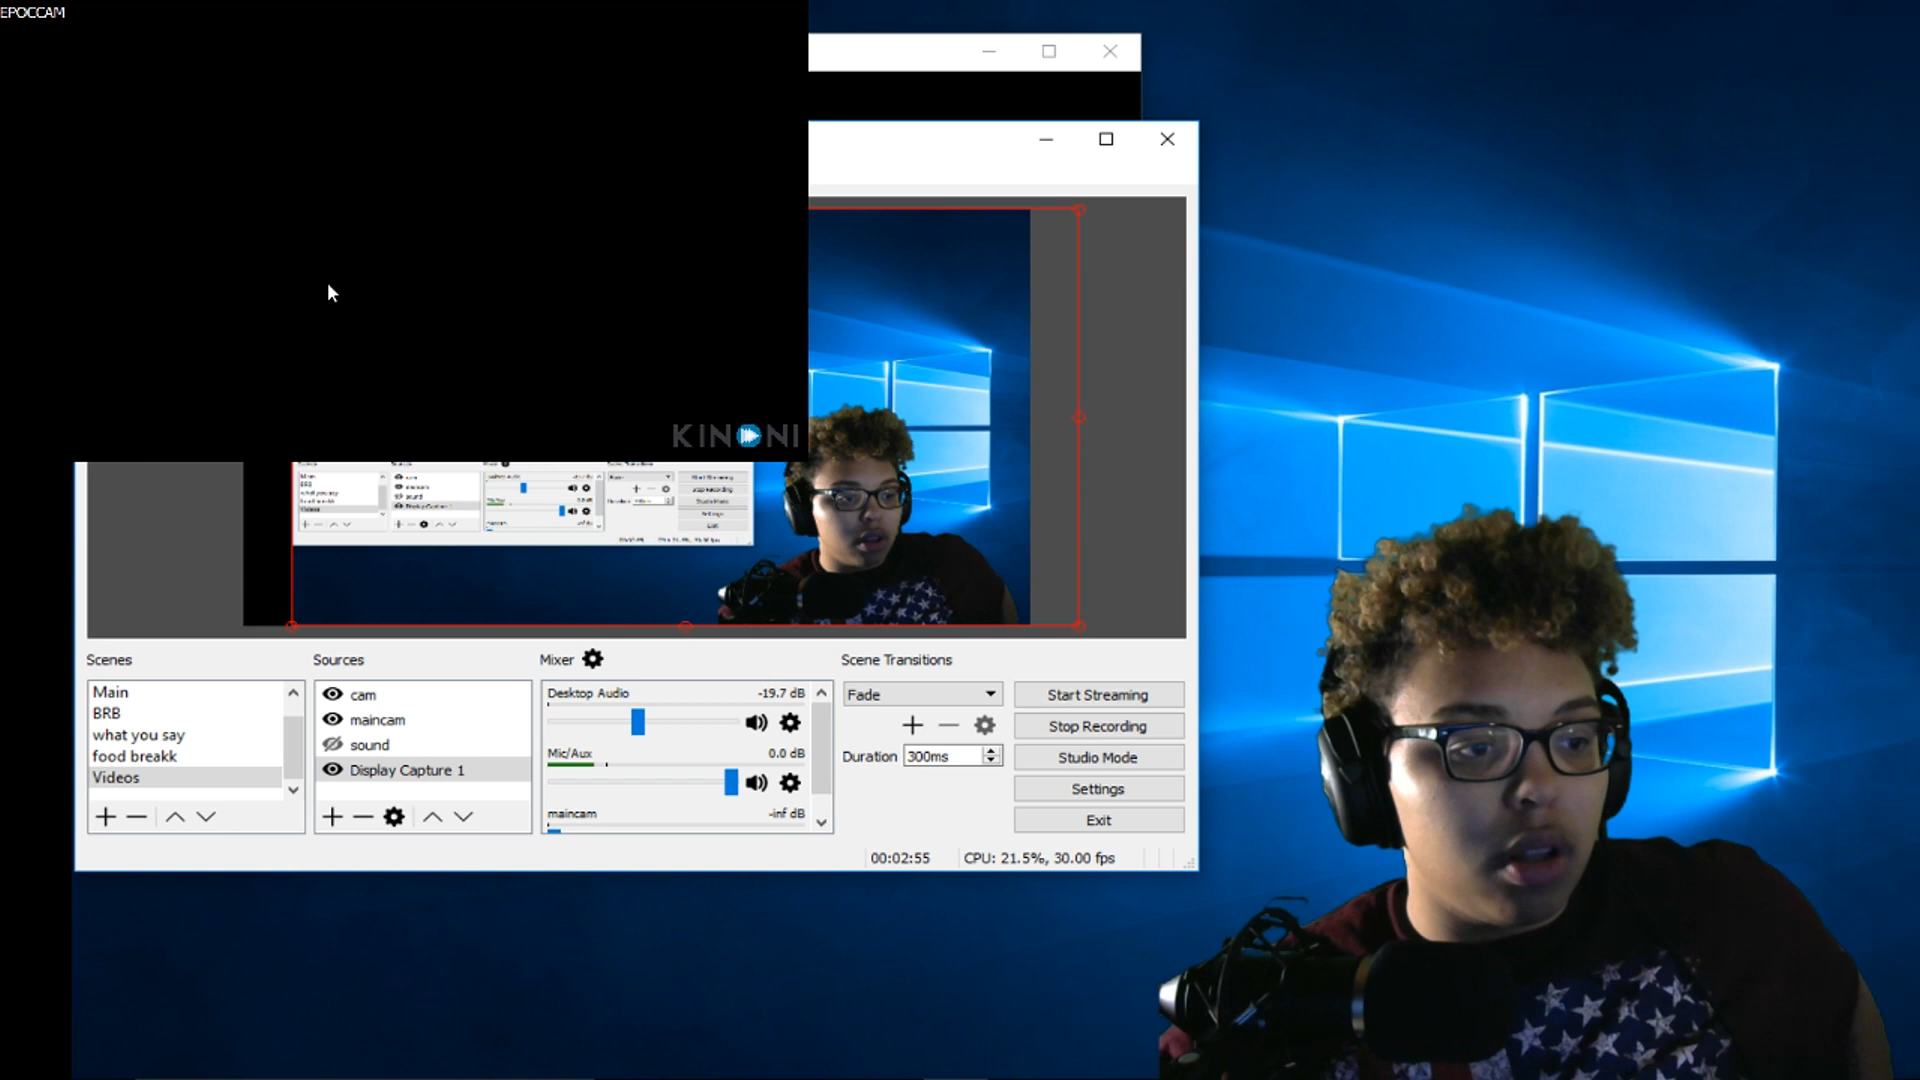 EPOCCAM
KINONI
Scenes
Main
BRB
what you say
food breakk
Videos
Sources
cam
maincam
sound
Display Capture 1
Mixer
Desktop Audio -19.7 dB
Mic/Aux 0.0 dB
maincam -inf dB
Scene Transitions
Fade
Duration 300ms
Start Streaming
Stop Recording
Studio Mode
Settings
Exit
00:02:55 CPU: 21.5%, 30.00 fps